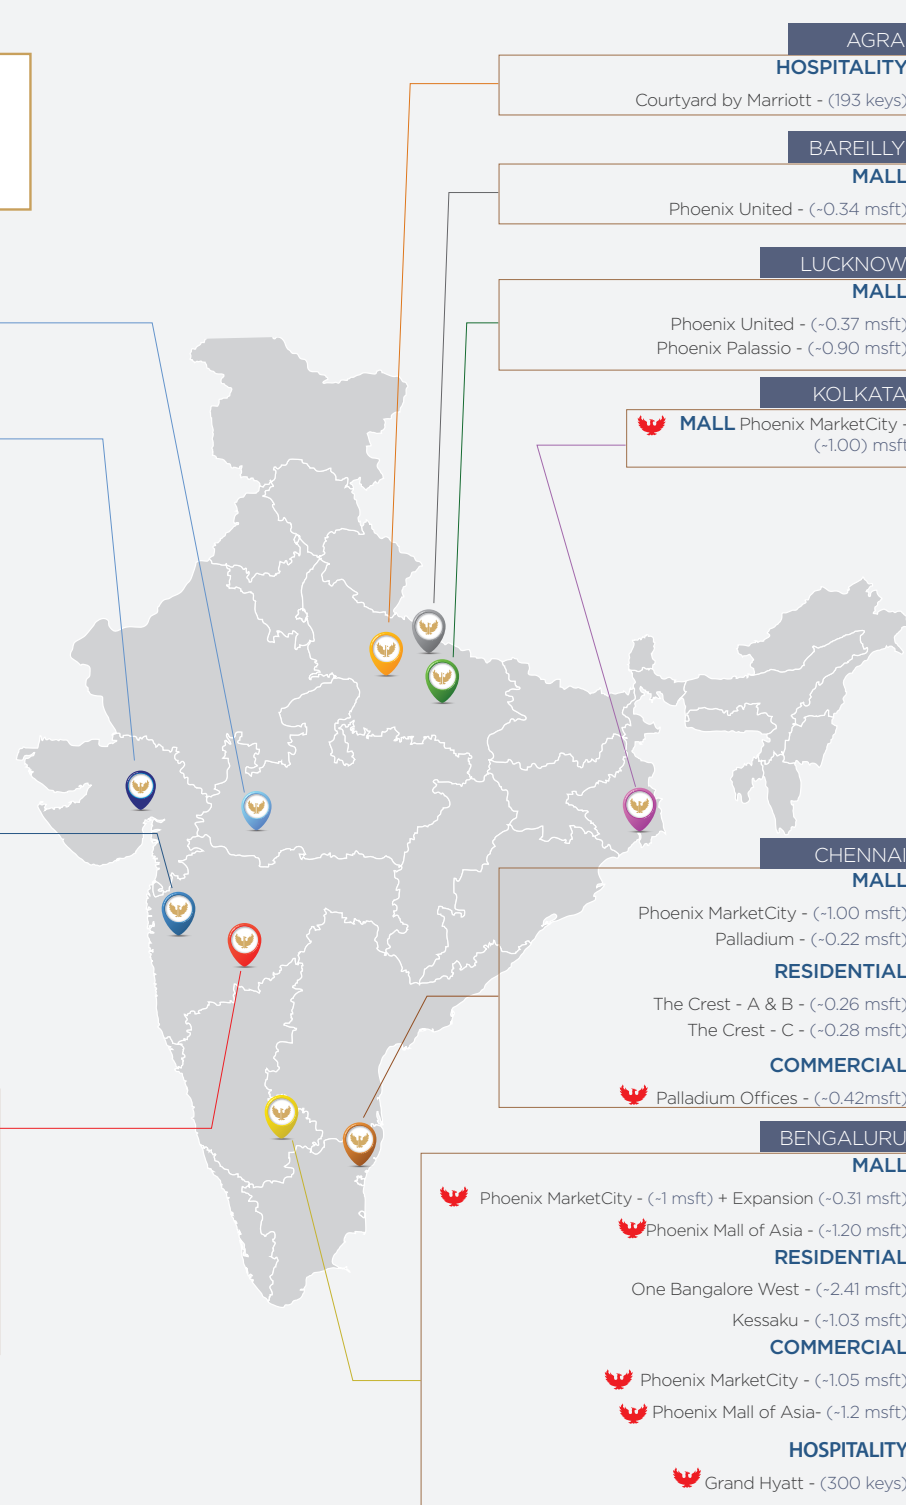 AGRA
HOSPITALITY
Courtyard by Marriott - (193 keys)
BAREILLY
MALL
Phoenix United - (~0.34 msft)
LUCKNOW
MALL
Phoenix United - (~0.37 msft)
Phoenix Palassio - (~0.90 msft)
KOLKATA
MALL Phoenix MarketCity -
(~1.00) msft
CHENNAI
MALL
Phoenix MarketCity - (~1.00 msft)
Palladium - (~0.22 msft)
RESIDENTIAL
The Crest - A & B - (~0.26 msft)
The Crest - C - (~0.28 msft)
COMMERCIAL
Palladium Offices - (~0.42msft)
BENGALURU
MALL
Phoenix MarketCity - (~1 msft) + Expansion (~0.31 msft)
Phoenix Mall of Asia - (~1.20 msft)
RESIDENTIAL
One Bangalore West - (~2.41 msft)
Kessaku - (~1.03 msft)
COMMERCIAL
Phoenix MarketCity - (~1.05 msft)
Phoenix Mall of Asia- (~1.2 msft)
HOSPITALITY
Grand Hyatt - (300 keys)